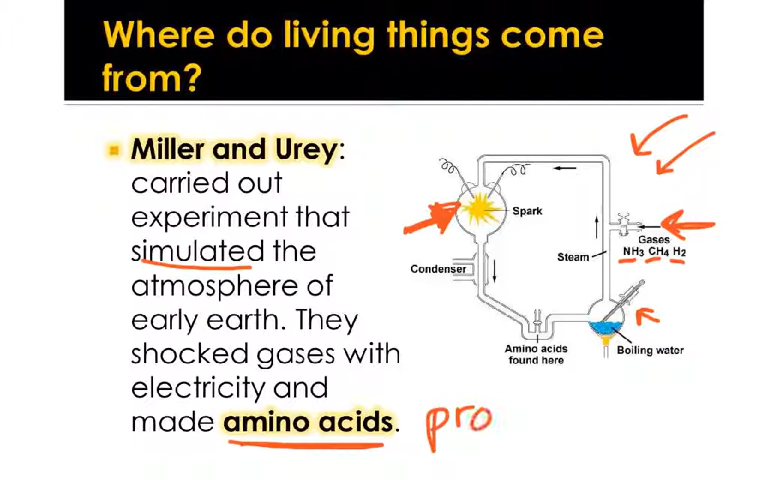 Where do living things come
from?
Miller and Urey:
carried out
experiment that
simulated the
atmosphere of
early earth. They
shocked gases with
electricity and
made amino acids.
pro
Spark
Gases
NH3 CH4 H2
Steam
Condenser
Amino acids
found here
Boiling water